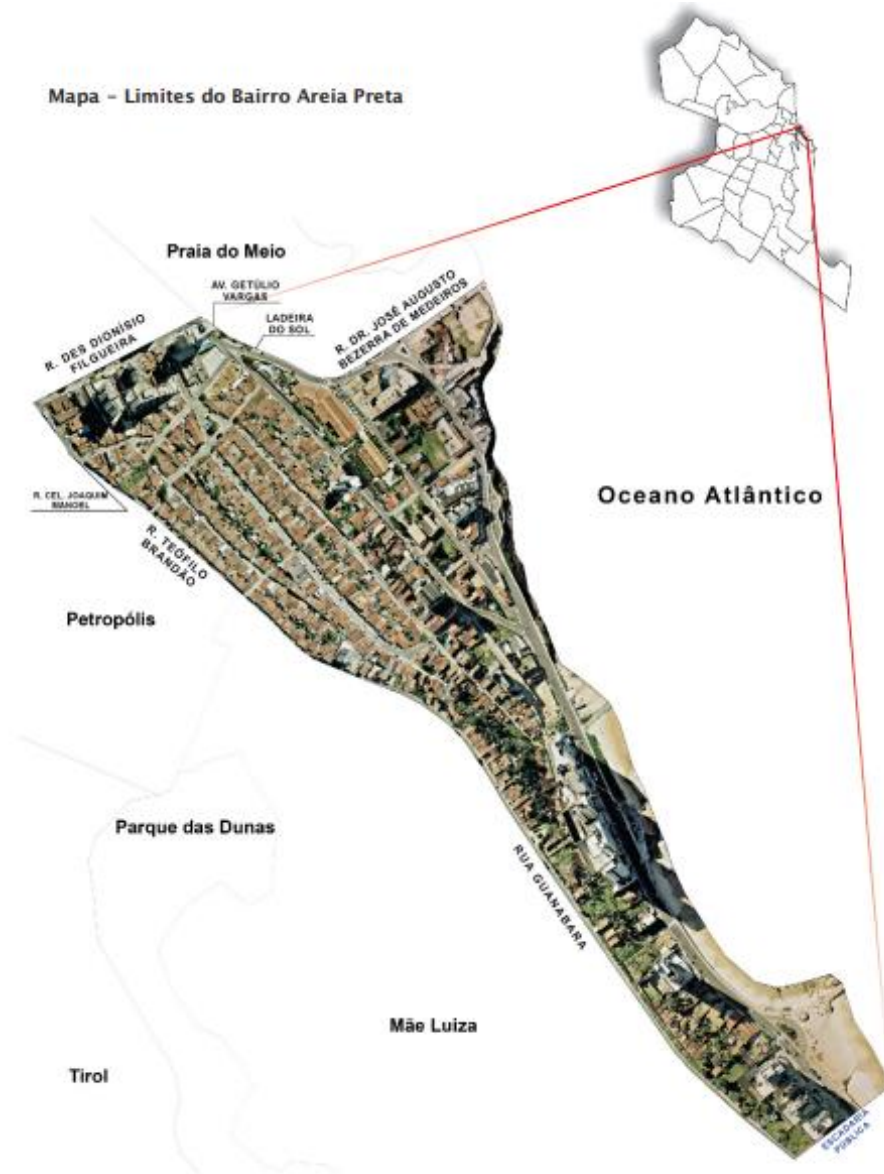 Mapa – Limites do Bairro Areia Preta
Praia do Meio
AV. GETÚLIO
VARGAS
LADEIRA
DO SOL
R. DES DIONÍSIO
FILGUEIRA
R. DR. JOSÉ AUGUSTO
BEZERRA DE MEDEIROS
Oceano Atlântico
R. CEL. JOAQUIM
MANOEL
R. TEÓFILO
BRANDÃO
Petropólis
Parque das Dunas
RUA GUANABARA
Mãe Luiza
Tirol
ESCADARIA
PÚBLICA